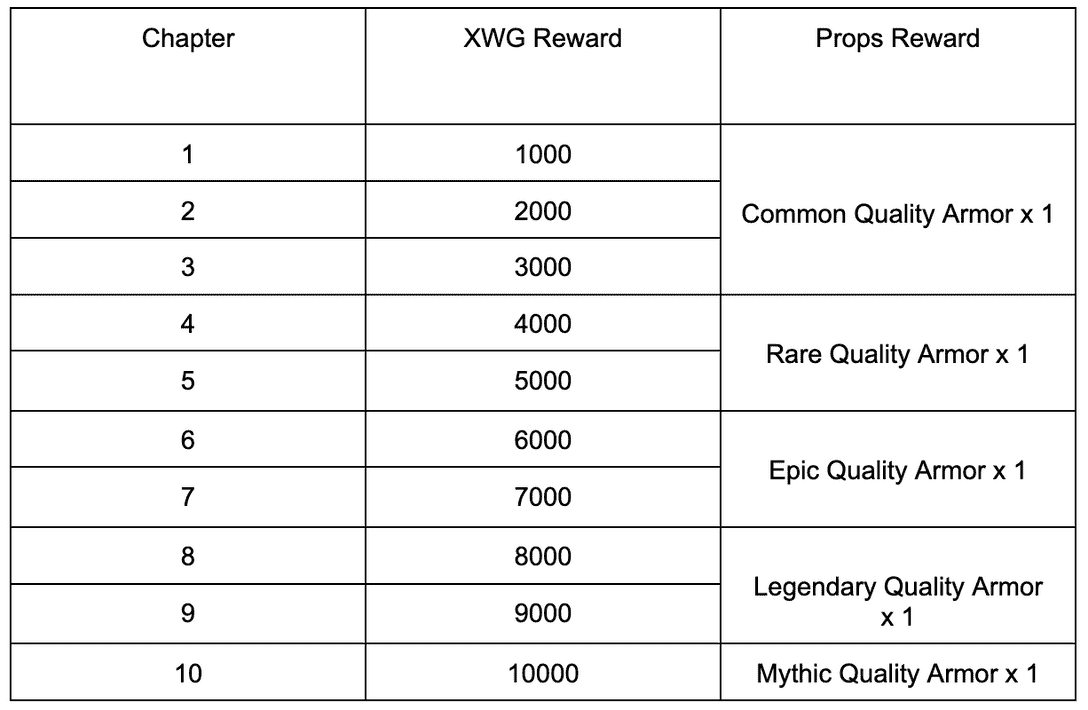 Chapter XWG Reward Props Reward
1 1000
2 2000 Common Quality Armor x 1
3 3000
4 4000
Rare Quality Armor x 1
5 5000
6 6000
Epic Quality Armor x 1
7 7000
8 8000
Legendary Quality Armor
x 1
9 9000
10 10000 Mythic Quality Armor x 1